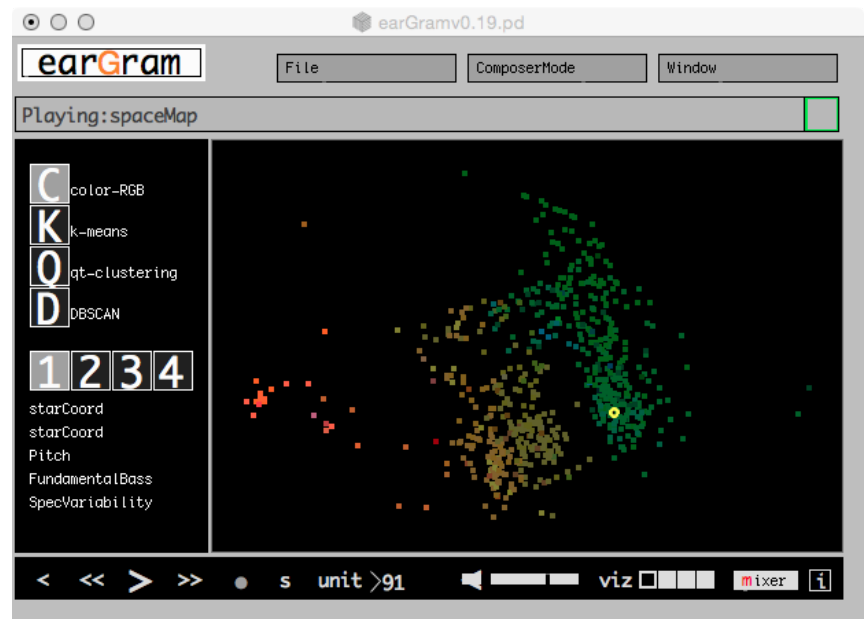 earGramv0.19.pd
earGram
File ComposerMode Window
Playing:spaceMap
C color-RGB
K k-means
Q qt-clustering
D DBSCAN
1 2 3 4
starCoord
starCoord
Pitch
FundamentalBass
SpecVariability
< << > >> s unit >91 viz mixer i